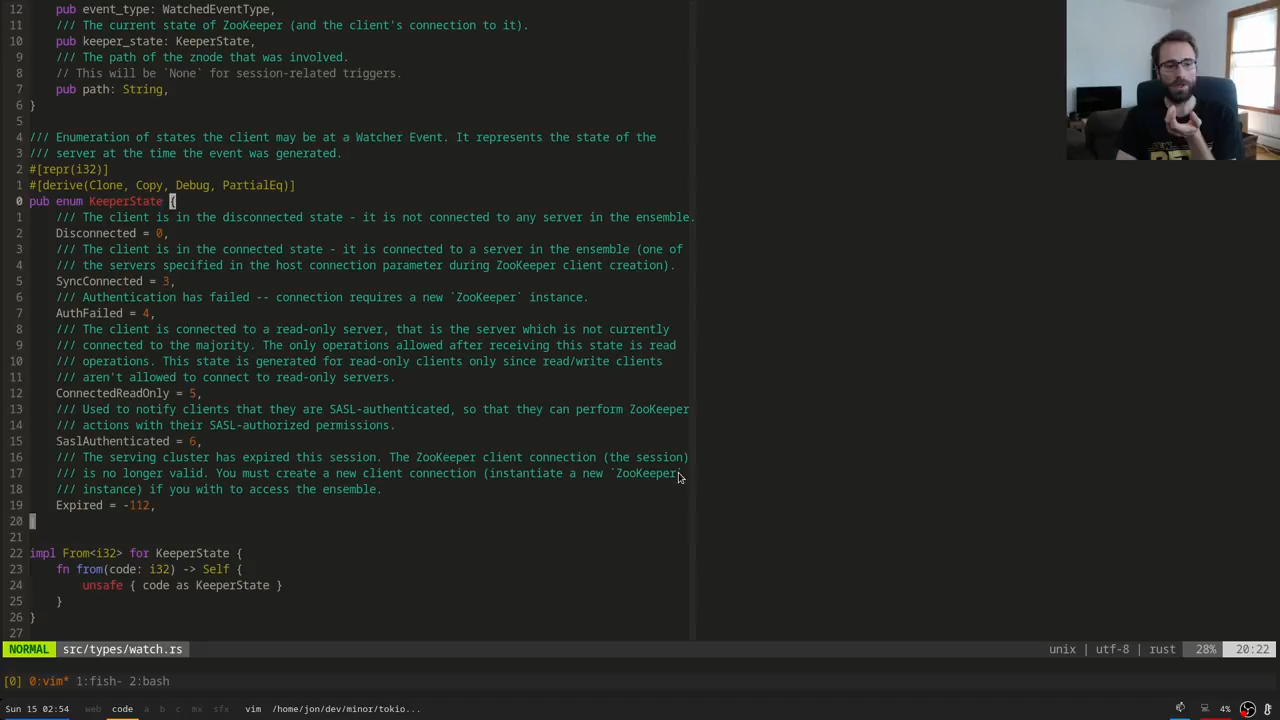 12     pub event_type: WatchedEventType,
11     /// The current state of ZooKeeper (and the client's connection to it).
10     pub keeper_state: KeeperState,
9     /// The path of the znode that was involved.
8     // This will be `None` for session-related triggers.
7     pub path: String,
6 }
5
4 /// Enumeration of states the client may be at a Watcher Event. It represents the state of the
3 /// server at the time the event was generated.
2 #[repr(i32)]
1 #[derive(Clone, Copy, Debug, PartialEq)]
0 pub enum KeeperState {
1     /// The client is in the disconnected state - it is not connected to any server in the ensemble.
2     Disconnected = 0,
3     /// The client is in the connected state - it is connected to a server in the ensemble (one of
4     /// the servers specified in the host connection parameter during ZooKeeper client creation).
5     SyncConnected = 3,
6     /// Authentication has failed -- connection requires a new `ZooKeeper` instance.
7     AuthFailed = 4,
8     /// The client is connected to a read-only server, that is the server which is not currently
9     /// connected to the majority. The only operations allowed after receiving this state is read
10     /// operations. This state is generated for read-only clients only since read/write clients
11     /// aren't allowed to connect to read-only servers.
12     ConnectedReadOnly = 5,
13     /// Used to notify clients that they are SASL-authenticated, so that they can perform ZooKeeper
14     /// actions with their SASL-authorized permissions.
15     SaslAuthenticated = 6,
16     /// The serving cluster has expired this session. The ZooKeeper client connection (the session)
17     /// is no longer valid. You must create a new client connection (instantiate a new `ZooKeeper`
18     /// instance) if you with to access the ensemble.
19     Expired = -112,
20 }
21
22 impl From<i32> for KeeperState {
23     fn from(code: i32) -> Self {
24         unsafe { code as KeeperState }
25     }
26 }
27
NORMAL src/types/watch.rs unix | utf-8 | rust 28% 20:22
[0] 0:vim* 1:fish- 2:bash
Sun 15 02:54 web code a b c mx sfx vim /home/jon/dev/minor/tokio... 4%